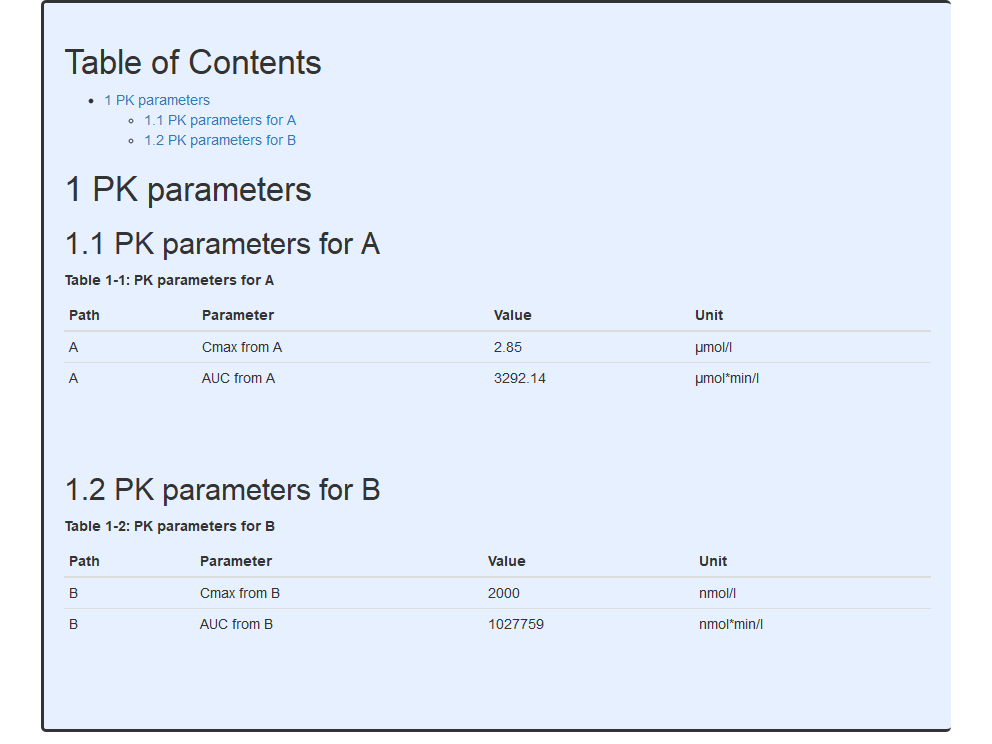 Table of Contents
1 PK parameters
1.1 PK parameters for A
1.2 PK parameters for B
1 PK parameters
1.1 PK parameters for A
Table 1-1: PK parameters for A
Path Parameter Value Unit
A Cmax from A 2.85 µmol/l
A AUC from A 3292.14 µmol*min/l
1.2 PK parameters for B
Table 1-2: PK parameters for B
Path Parameter Value Unit
B Cmax from B 2000 nmol/l
B AUC from B 1027759 nmol*min/l